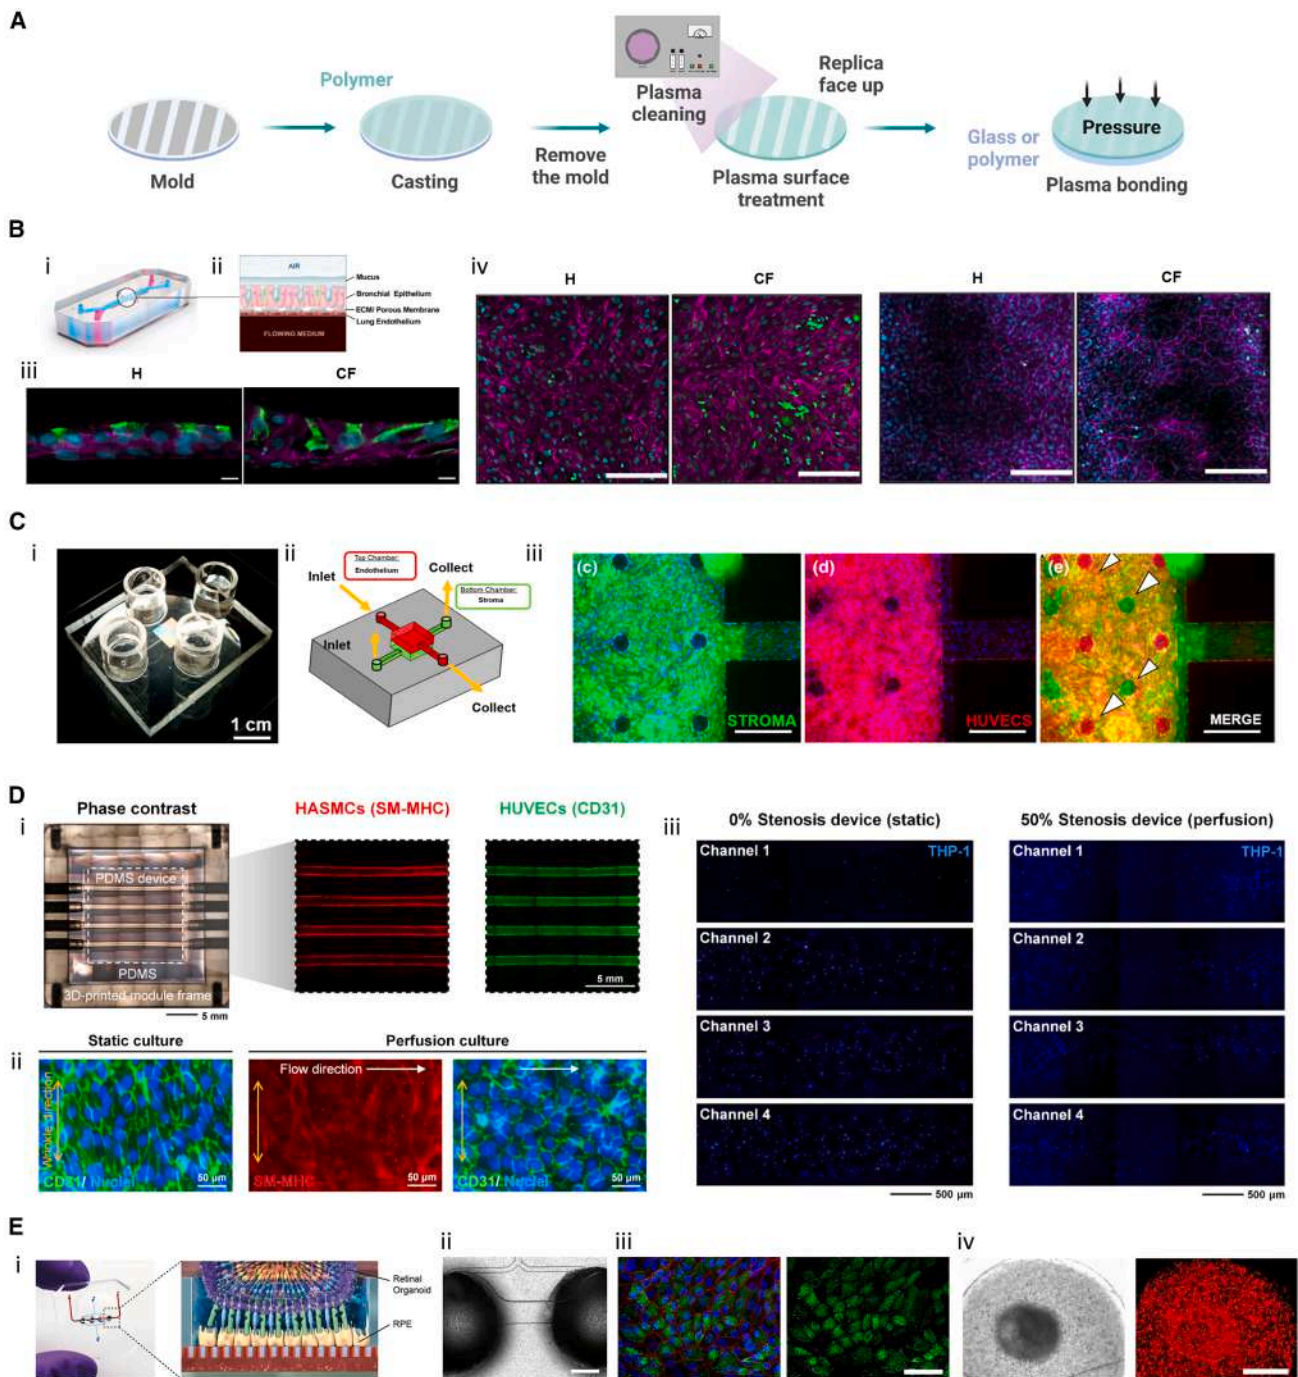 A
Polymer
Mold
Casting
Remove
the mold
Plasma
cleaning
Plasma surface
treatment
Replica
face up
Glass or
polymer
Pressure
Plasma bonding
B
i
ii
AIR
Mucus
Bronchial Epithelium
ECM/ Porous Membrane
Lung Endothelium
FLOWING MEDIUM
iii
H
CF
iv
H
CF
H
CF
C
i
1 cm
ii
Top Chamber:
Endothelium
Inlet
Collect
Bottom Chamber:
Stroma
Inlet
Collect
iii
(c)
STROMA
(d)
HUVECS
(e)
MERGE
D
i
Phase contrast
PDMS device
PDMS
3D-printed module frame
5 mm
HASMCs (SM-MHC)
HUVECs (CD31)
5 mm
ii
Static culture
Perfusion culture
Wrinkle direction
CD31/ Nuclei
50 μm
Flow direction
SM-MHC
50 μm
CD31/ Nuclei
50 μm
iii
0% Stenosis device (static)
50% Stenosis device (perfusion)
Channel 1
THP-1
Channel 1
THP-1
Channel 2
Channel 2
Channel 3
Channel 3
Channel 4
Channel 4
500 μm
500 μm
E
i
Retinal
Organoid
RPE
ii
iii
iv